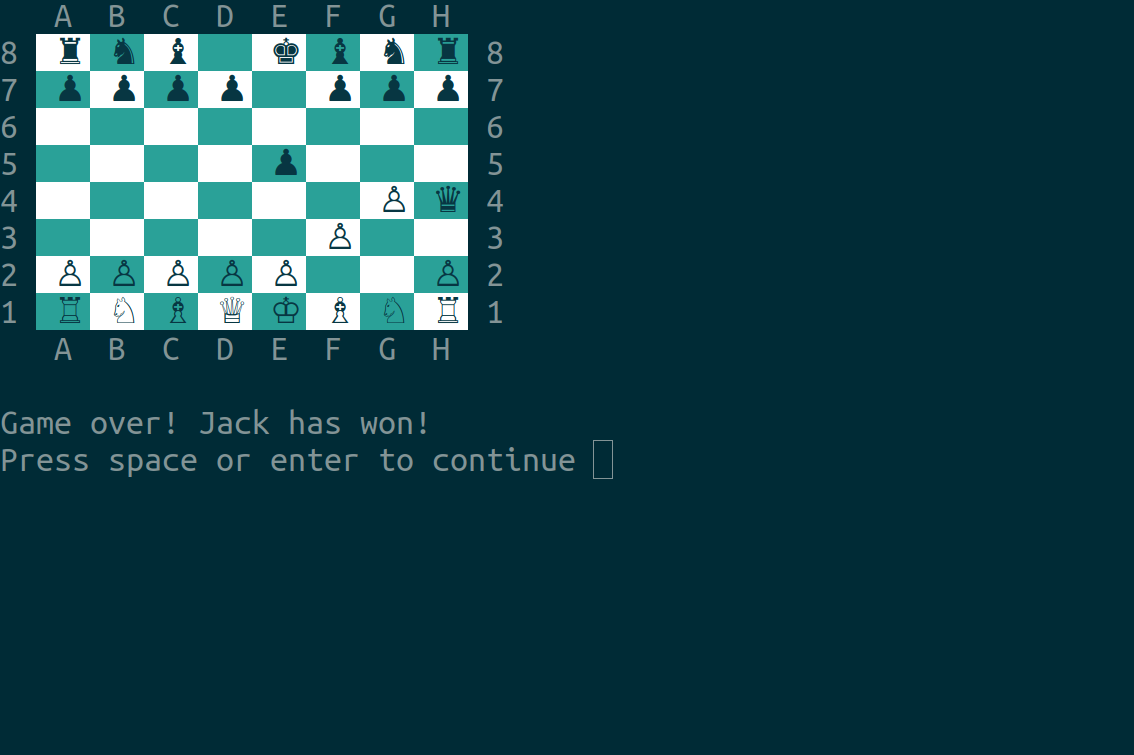 A B C D E F G H
8 ♜ ♞ ♝ ♚ ♝ ♞ ♜ 8
7 ♟ ♟ ♟ ♟ ♟ ♟ ♟ 7
6 6
5 ♟ 5
4 ♙ ♛ 4
3 ♙ 3
2 ♙ ♙ ♙ ♙ ♙ ♙ 2
1 ♖ ♘ ♗ ♕ ♔ ♗ ♘ ♖ 1
A B C D E F G H
Game over! Jack has won!
Press space or enter to continue